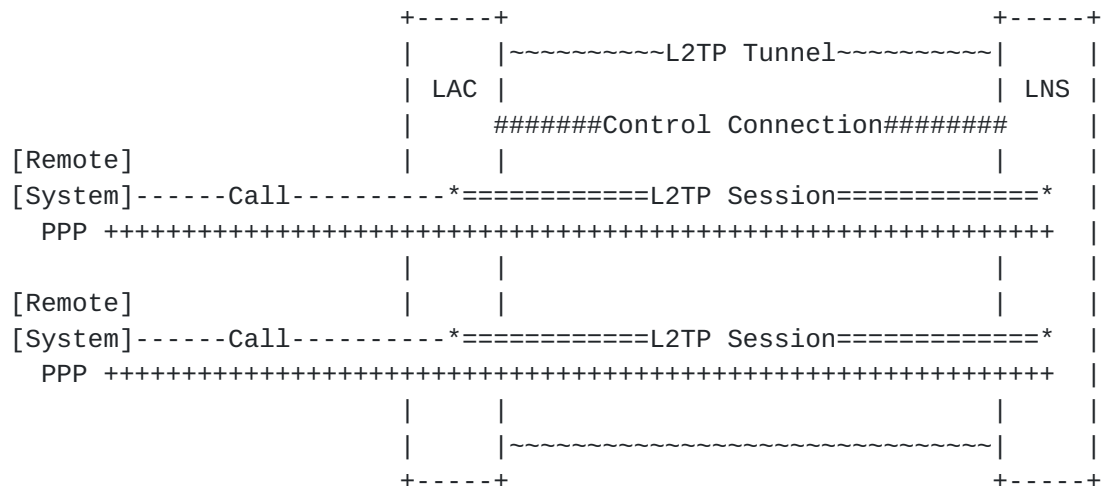 +-----+                               +-----+
                         |     |~~~~~~~~~~L2TP Tunnel~~~~~~~~~~|     |
                         | LAC |                               | LNS |
                         |     #######Control Connection########     |
[Remote]                 |     |                               |     |
[System]------Call----------*============L2TP Session=============*  |
  PPP +++++++++++++++++++++++++++++++++++++++++++++++++++++++++++++  |
                         |     |                               |     |
[Remote]                 |     |                               |     |
[System]------Call----------*============L2TP Session=============*  |
  PPP +++++++++++++++++++++++++++++++++++++++++++++++++++++++++++++  |
                         |     |                               |     |
                         |     |~~~~~~~~~~~~~~~~~~~~~~~~~~~~~~~|     |
                         +-----+                               +-----+